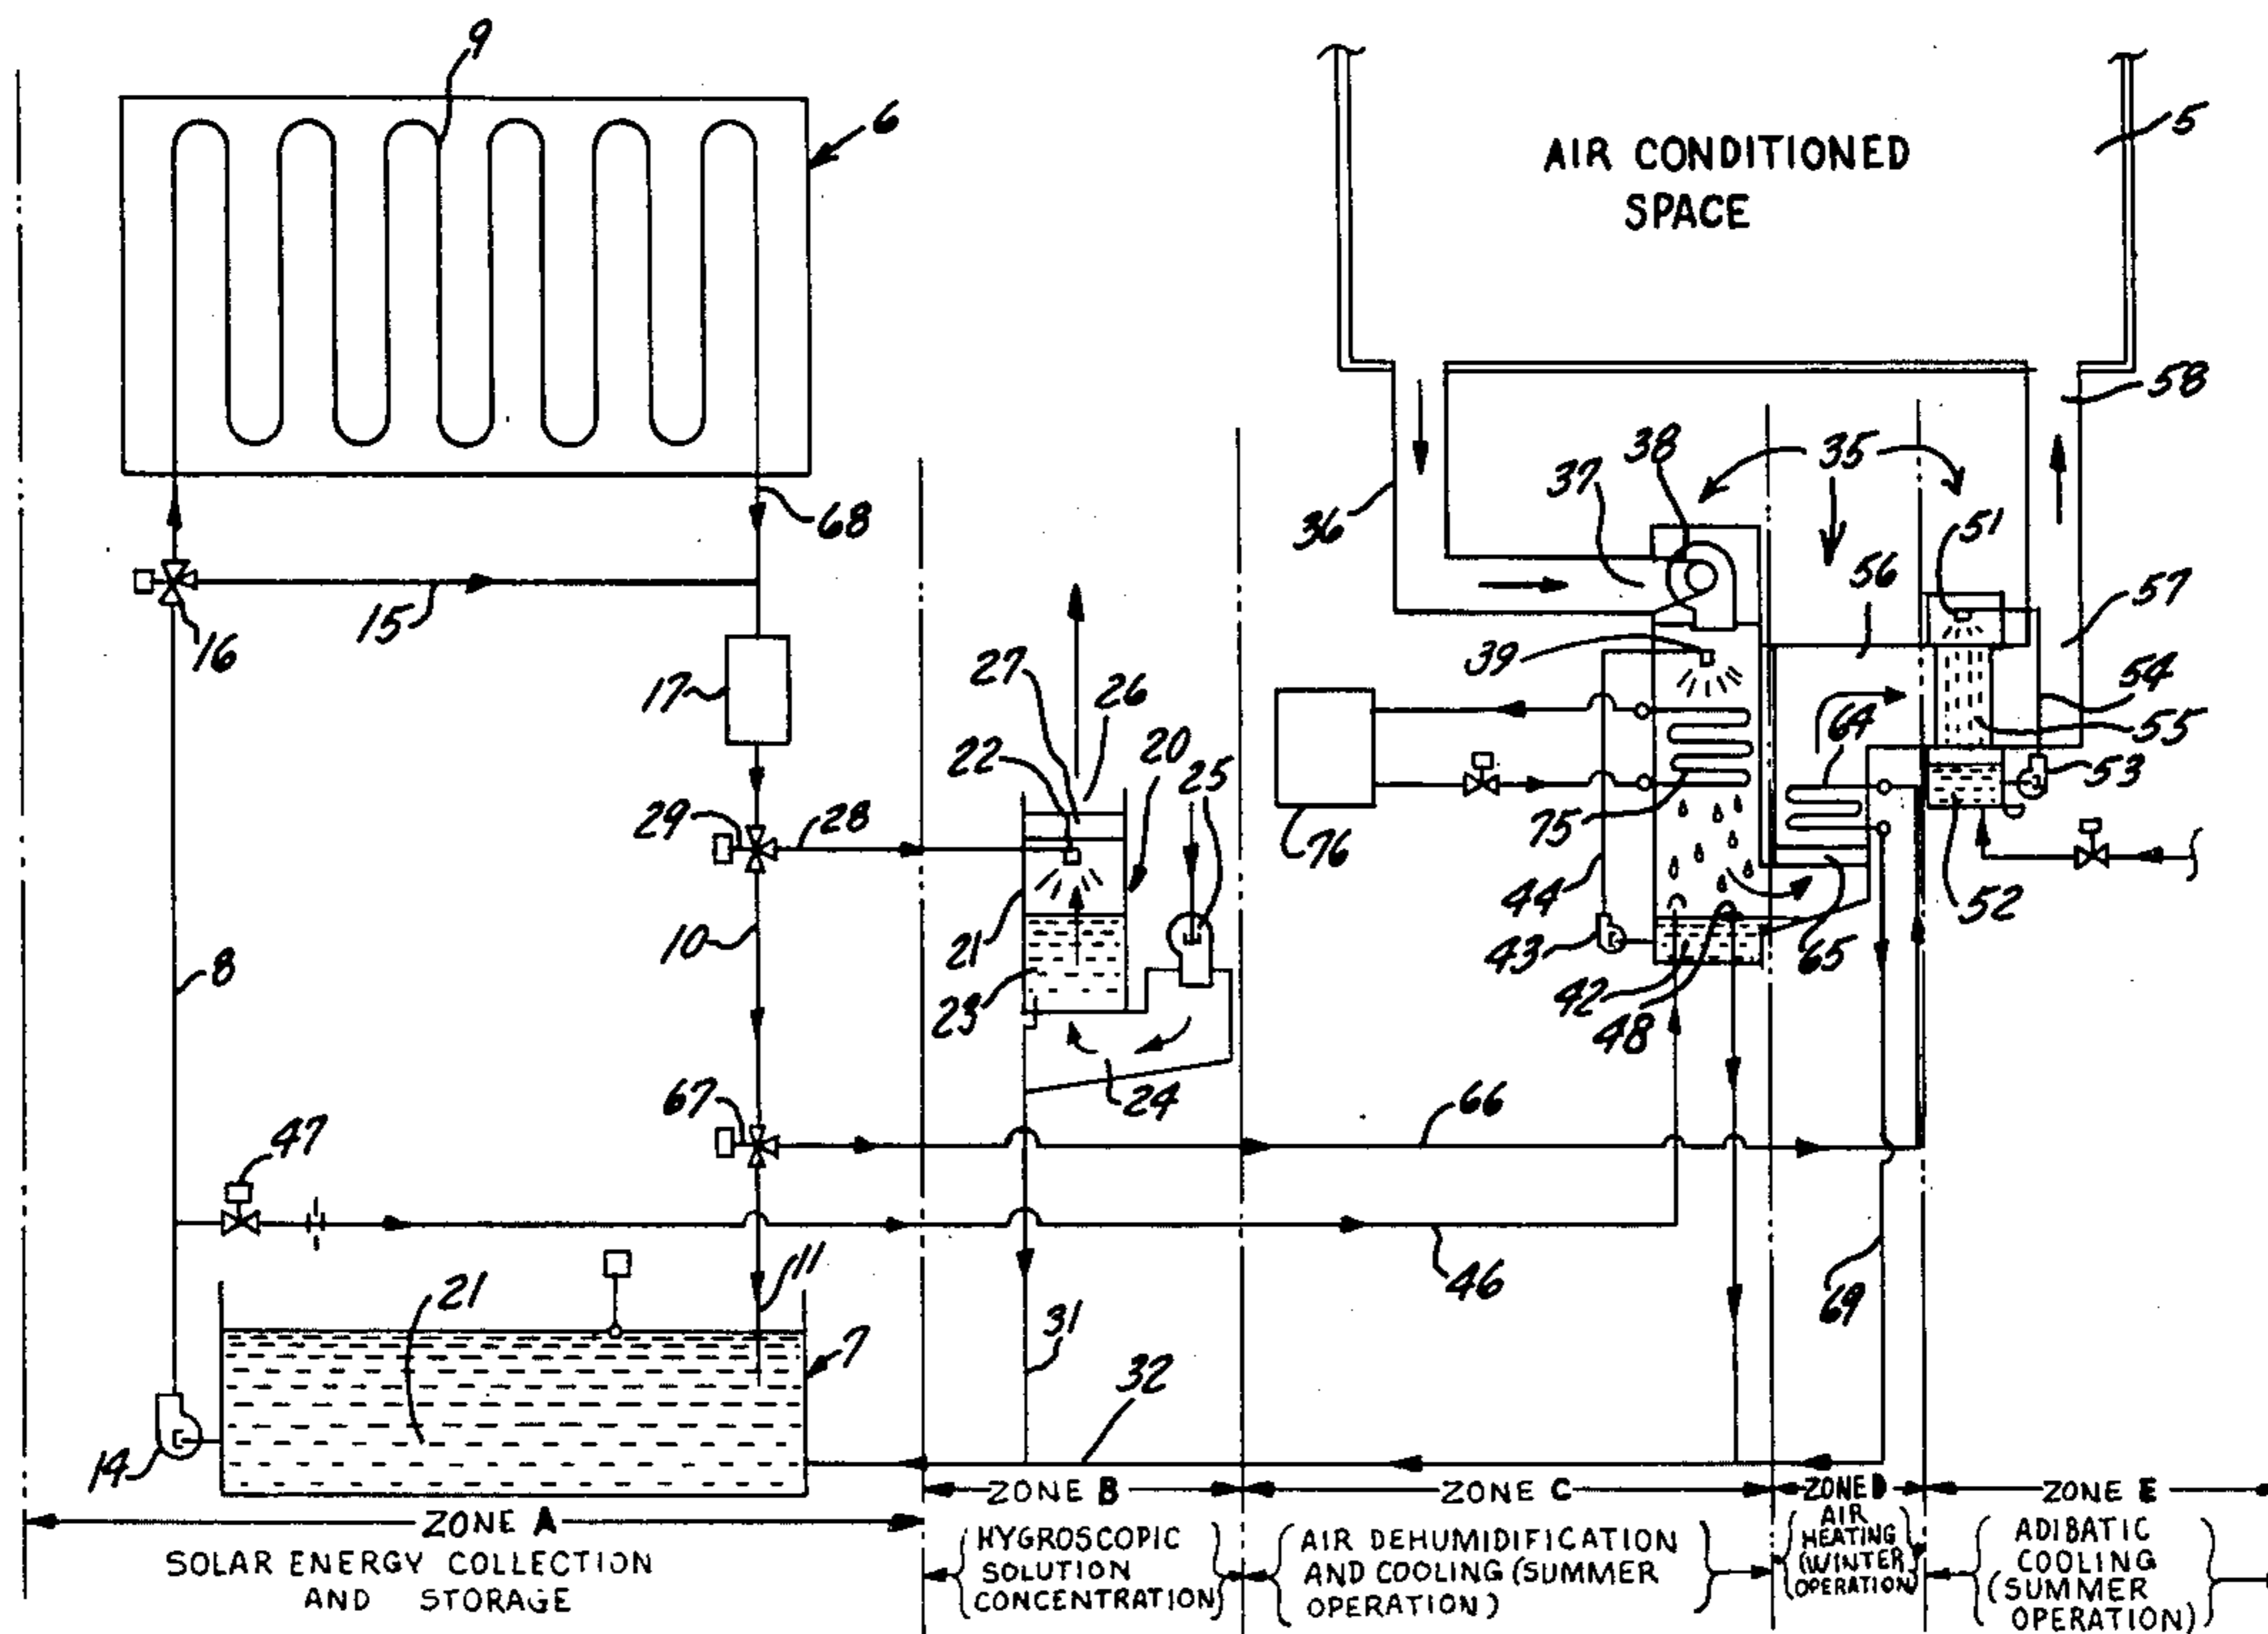 9
6
5
AIR CONDITIONED
SPACE
58
38
35
37
36
68
51
15
16
56
57
39
27
26
17
22
20
25
54
64
55
53
29
28
75
76
44
52
10
21
43
65
8
23
42
48
24
67
66
47
11
46
21
7
31
69
32
14
ZONE A
ZONE B
ZONE C
ZONE D
ZONE E
SOLAR ENERGY COLLECTION
AND STORAGE
HYGROSCOPIC
SOLUTION
CONCENTRATION
AIR DEHUMIDIFICATION
AND COOLING (SUMMER
OPERATION)
AIR
HEATING
(WINTER
OPERATION)
ADIBATIC
COOLING
(SUMMER
OPERATION)